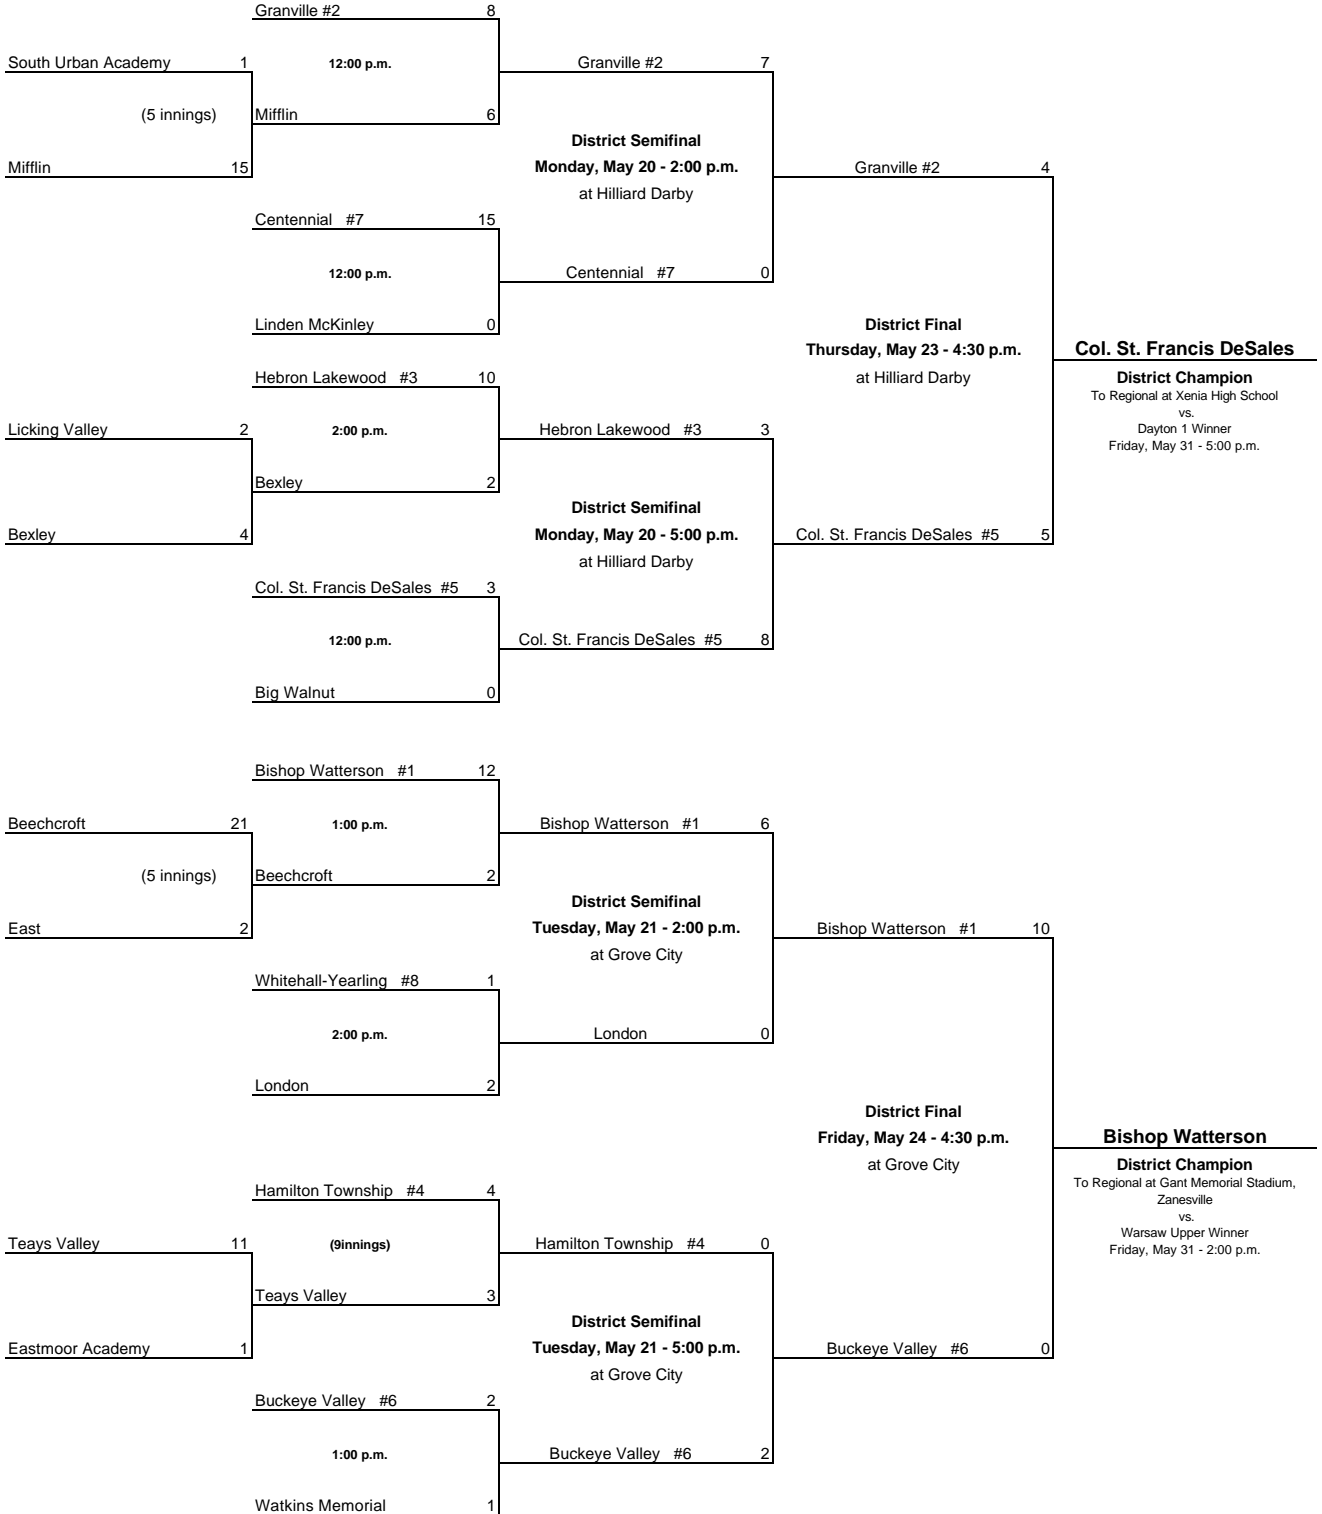 Granville #2 8
South Urban Academy 1 12:00 p.m. Granville #2 7
(5 innings) Mifflin 6
District Semifinal
Mifflin 15 Monday, May 20 - 2:00 p.m. Granville #2 4
at Hilliard Darby
Centennial #7 15
12:00 p.m. Centennial #7 0
Linden McKinley 0 District Final
Thursday, May 23 - 4:30 p.m. Col. St. Francis DeSales
Hebron Lakewood #3 10 at Hilliard Darby District Champion
To Regional at Xenia High School
vs.
Licking Valley 2 2:00 p.m. Hebron Lakewood #3 3 Dayton 1 Winner
Friday, May 31 - 5:00 p.m.
Bexley 2
District Semifinal
Bexley 4 Monday, May 20 - 5:00 p.m. Col. St. Francis DeSales #5 5
at Hilliard Darby
Col. St. Francis DeSales #5 3
12:00 p.m. Col. St. Francis DeSales #5 8
Big Walnut 0
Bishop Watterson #1 12
Beechcroft 21 1:00 p.m. Bishop Watterson #1 6
(5 innings) Beechcroft 2
District Semifinal
East 2 Tuesday, May 21 - 2:00 p.m. Bishop Watterson #1 10
at Grove City
Whitehall-Yearling #8 1
2:00 p.m. London 0
London 2
District Final
Friday, May 24 - 4:30 p.m. Bishop Watterson
at Grove City District Champion
To Regional at Gant Memorial Stadium,
Hamilton Township #4 4 Zanesville
vs.
Warsaw Upper Winner
Teays Valley 11 (9innings) Hamilton Township #4 0 Friday, May 31 - 2:00 p.m.
Teays Valley 3
District Semifinal
Eastmoor Academy 1 Tuesday, May 21 - 5:00 p.m. Buckeye Valley #6 0
at Grove City
Buckeye Valley #6 2
1:00 p.m. Buckeye Valley #6 2
Watkins Memorial 1